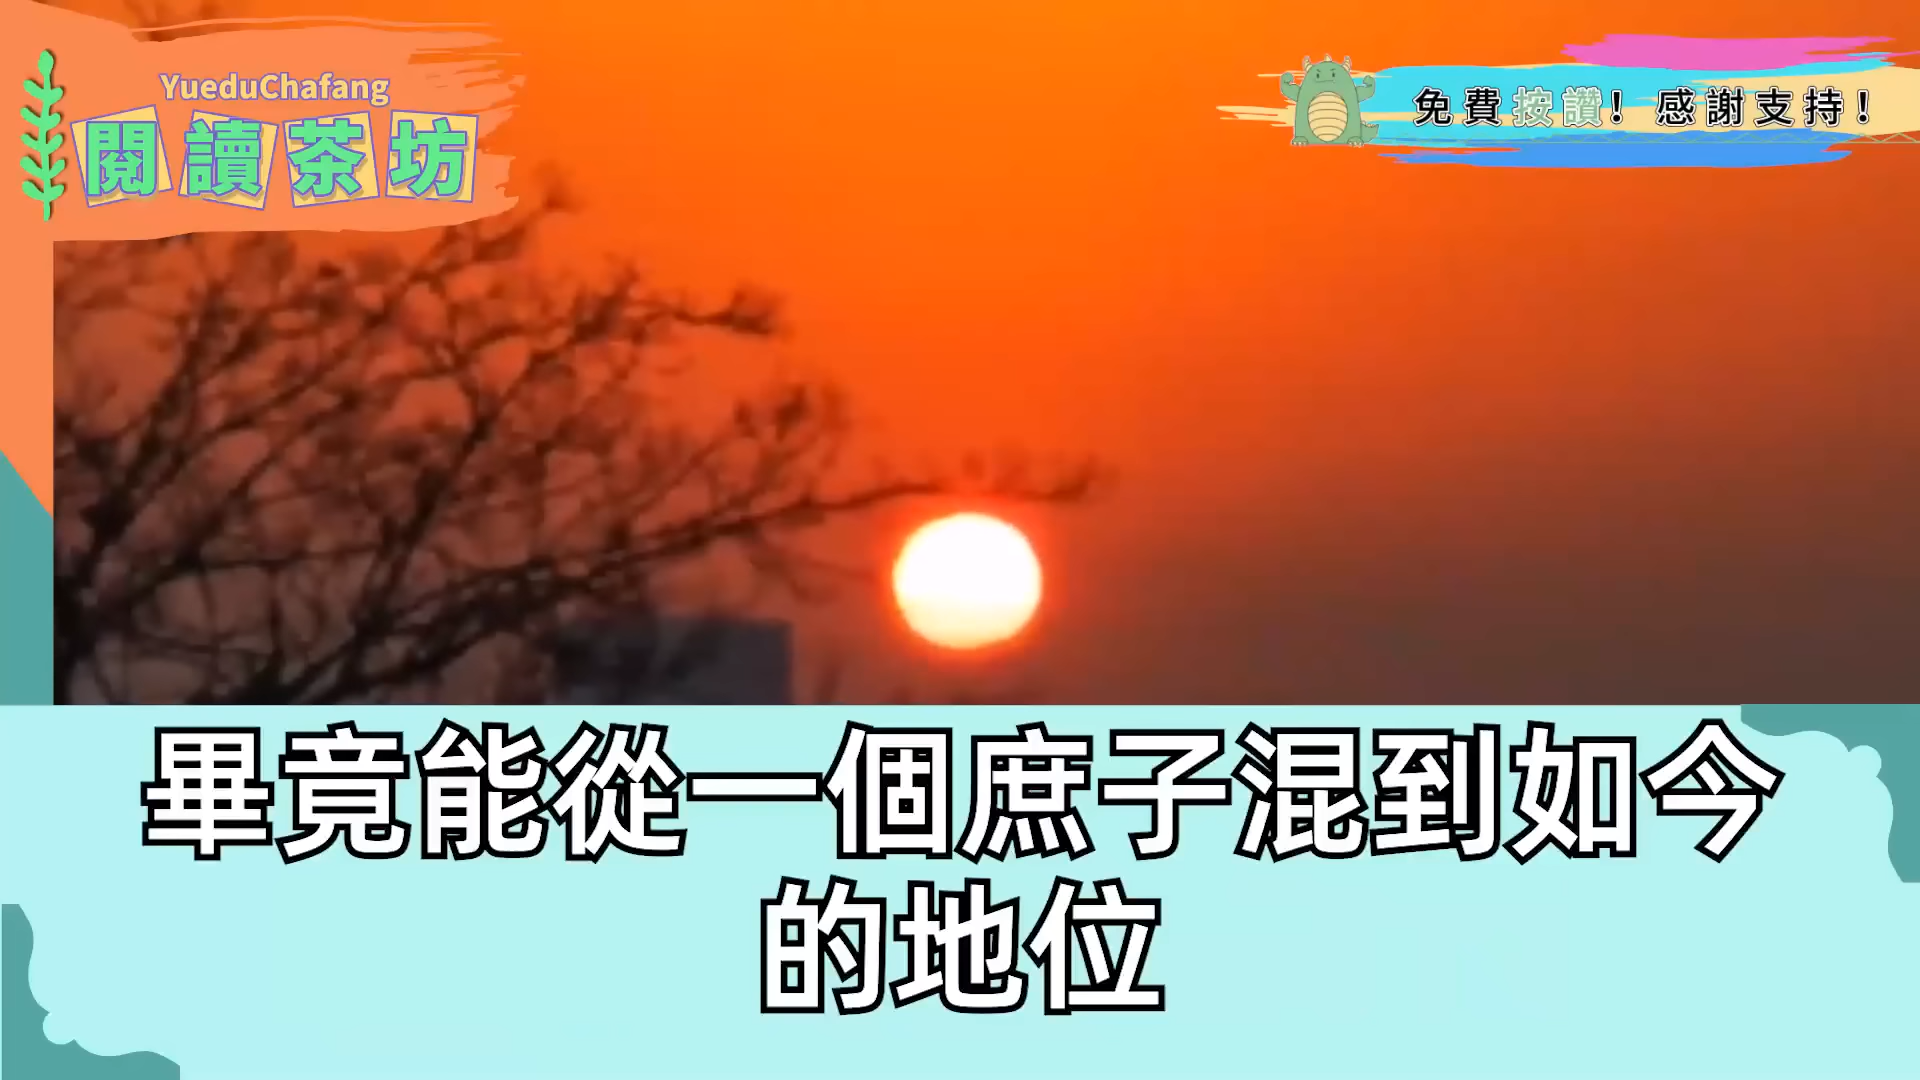 YueduChafang
閱讀茶坊
免費按讚！感謝支持！
畢竟能從一個庶子混到如今
的地位